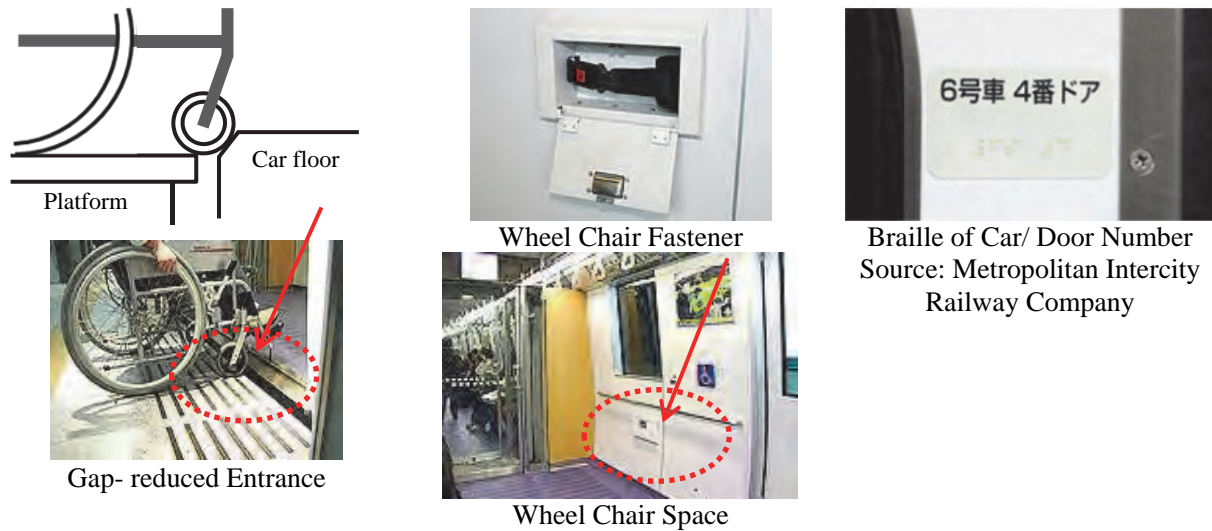 Car floor
Platform
Gap- reduced Entrance
Wheel Chair Fastener
Wheel Chair Space
6号車 4番ドア
Braille of Car/ Door Number
Source: Metropolitan Intercity
Railway Company